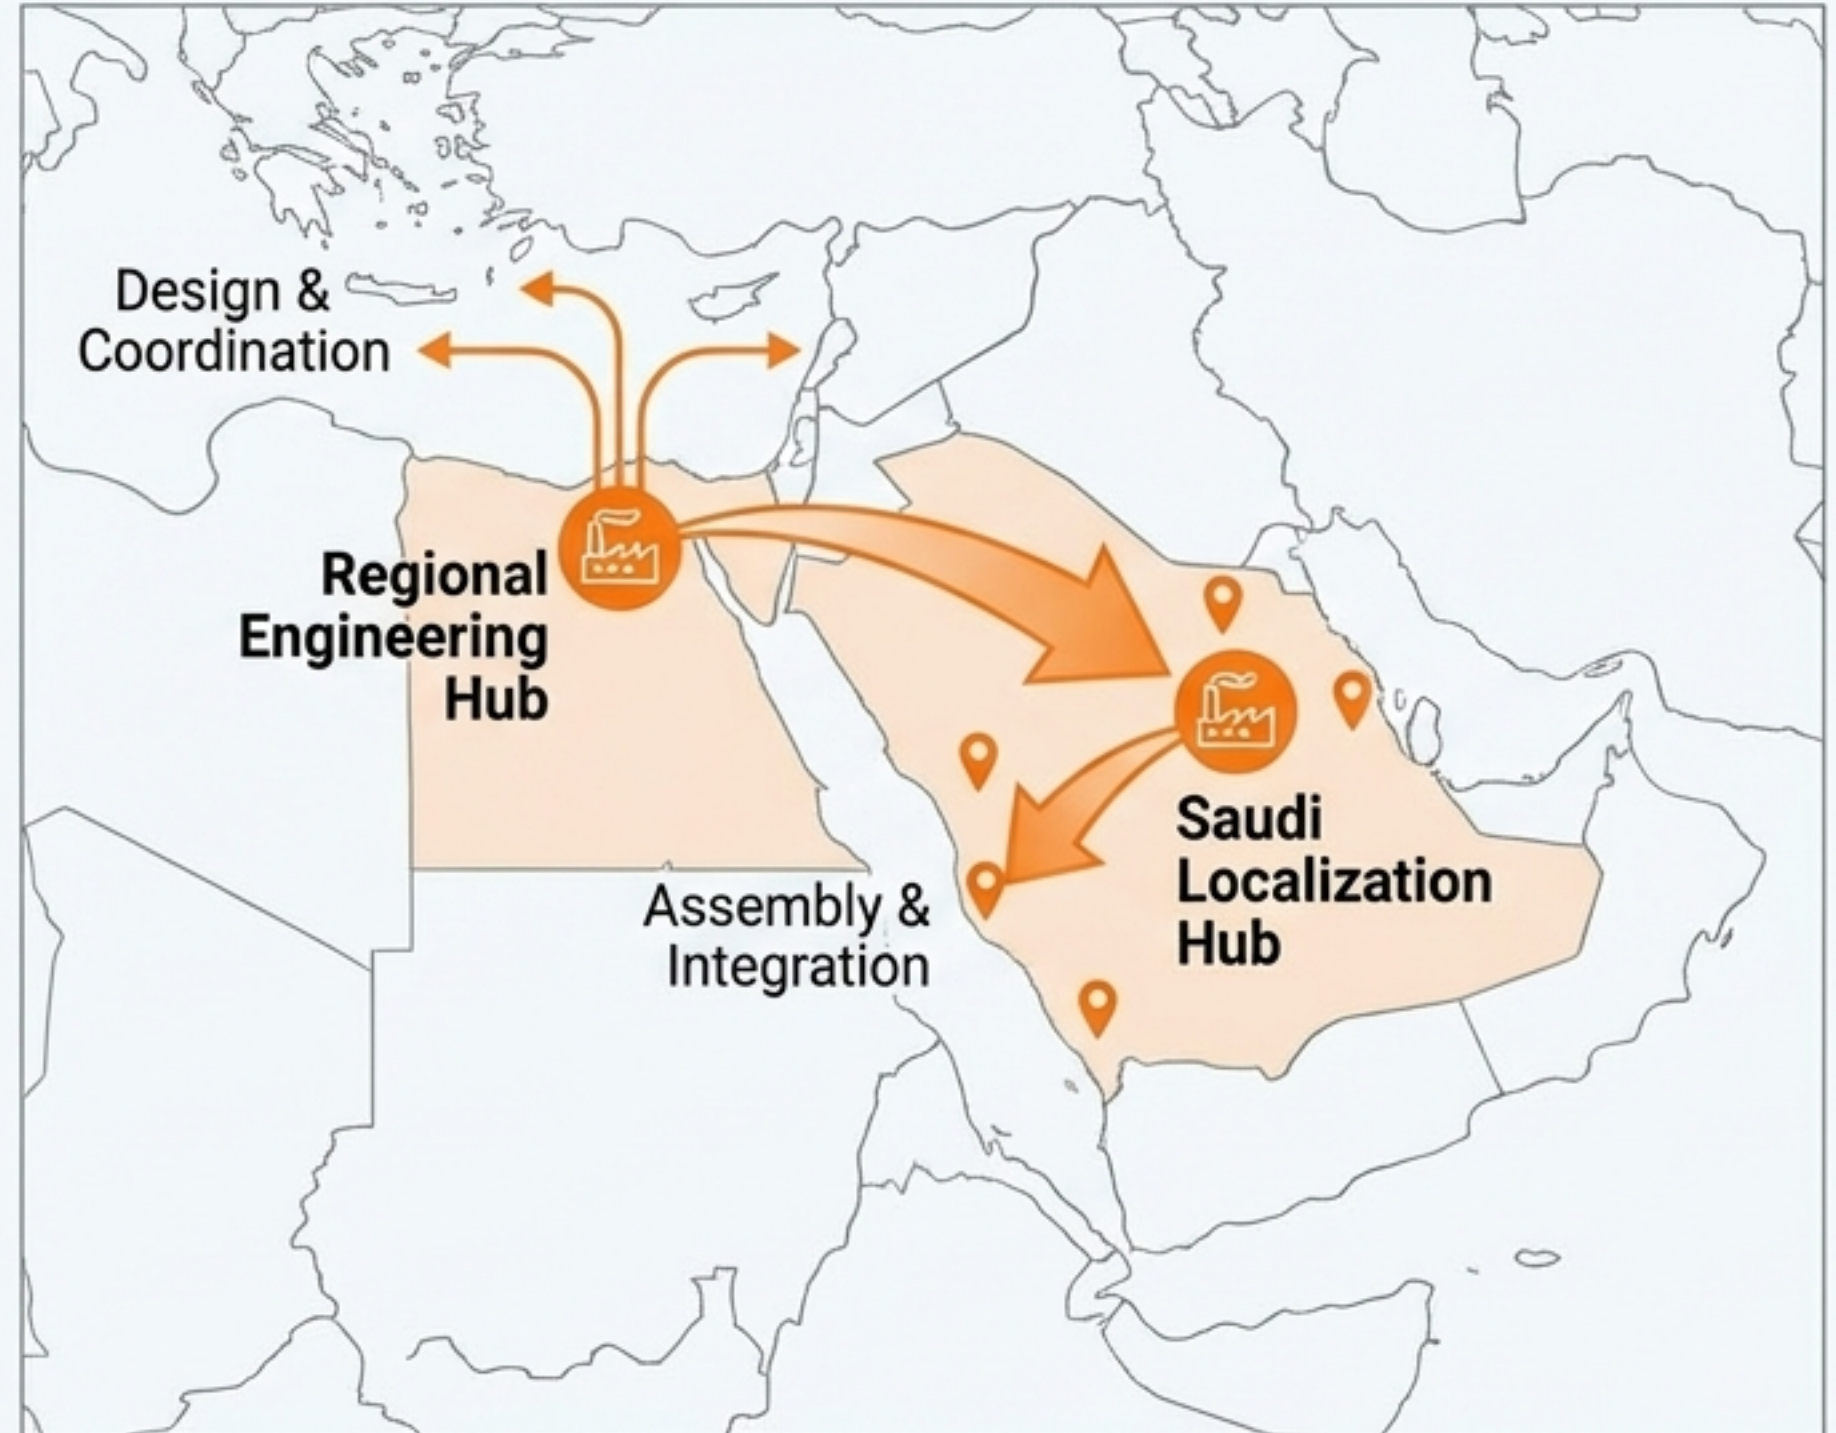 Design &
Coordination
Regional
Engineering
Hub
Saudi
Localization
Hub
Assembly &
Integration